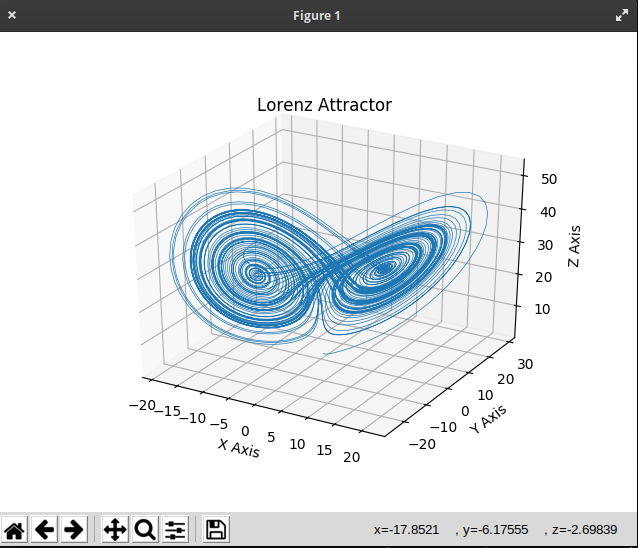 Figure 1
Lorenz Attractor
50
40
30
20
10
Z Axis
30
20
10
0
−10
−20
Y Axis
−20 −15 −10 −5 0 5 10 15 20
X Axis
x=-17.8521 , y=-6.17555 , z=-2.69839